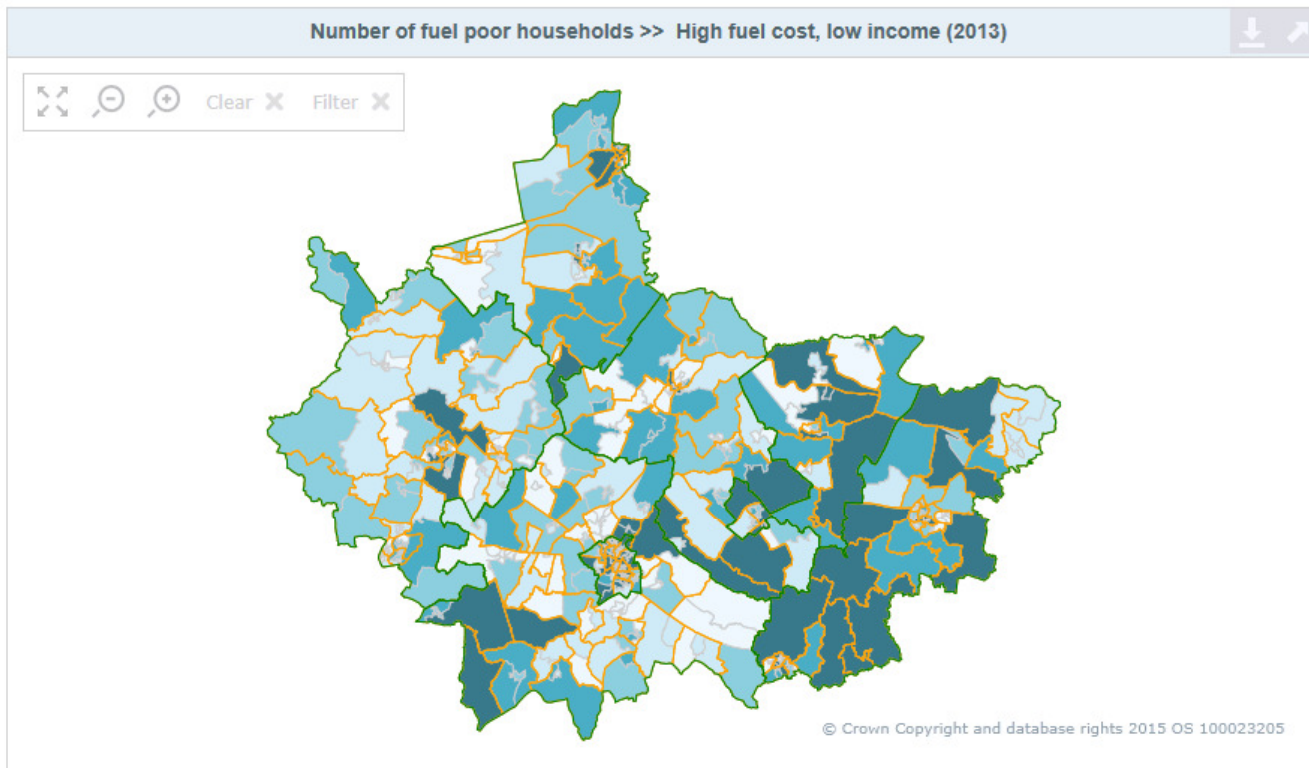 Number of fuel poor households >> High fuel cost, low income (2013)
Clear Filter
© Crown Copyright and database rights 2015 OS 100023205